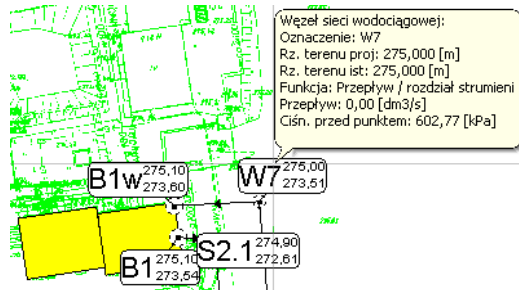 Węzeł sieci wodociągowej:
Oznaczenie: W7
Rz. terenu proj: 275,000 [m]
Rz. terenu ist: 275,000 [m]
Funkcja: Przepływ / rozdział strumieni
Przepływ: 0,00 [dm3/s]
Ciśn. przed punktem: 602,77 [kPa]
B1w 275,10
273,60
W7 275,00
273,51
S2.1 274,90
272,61
B1 275,10
273,54